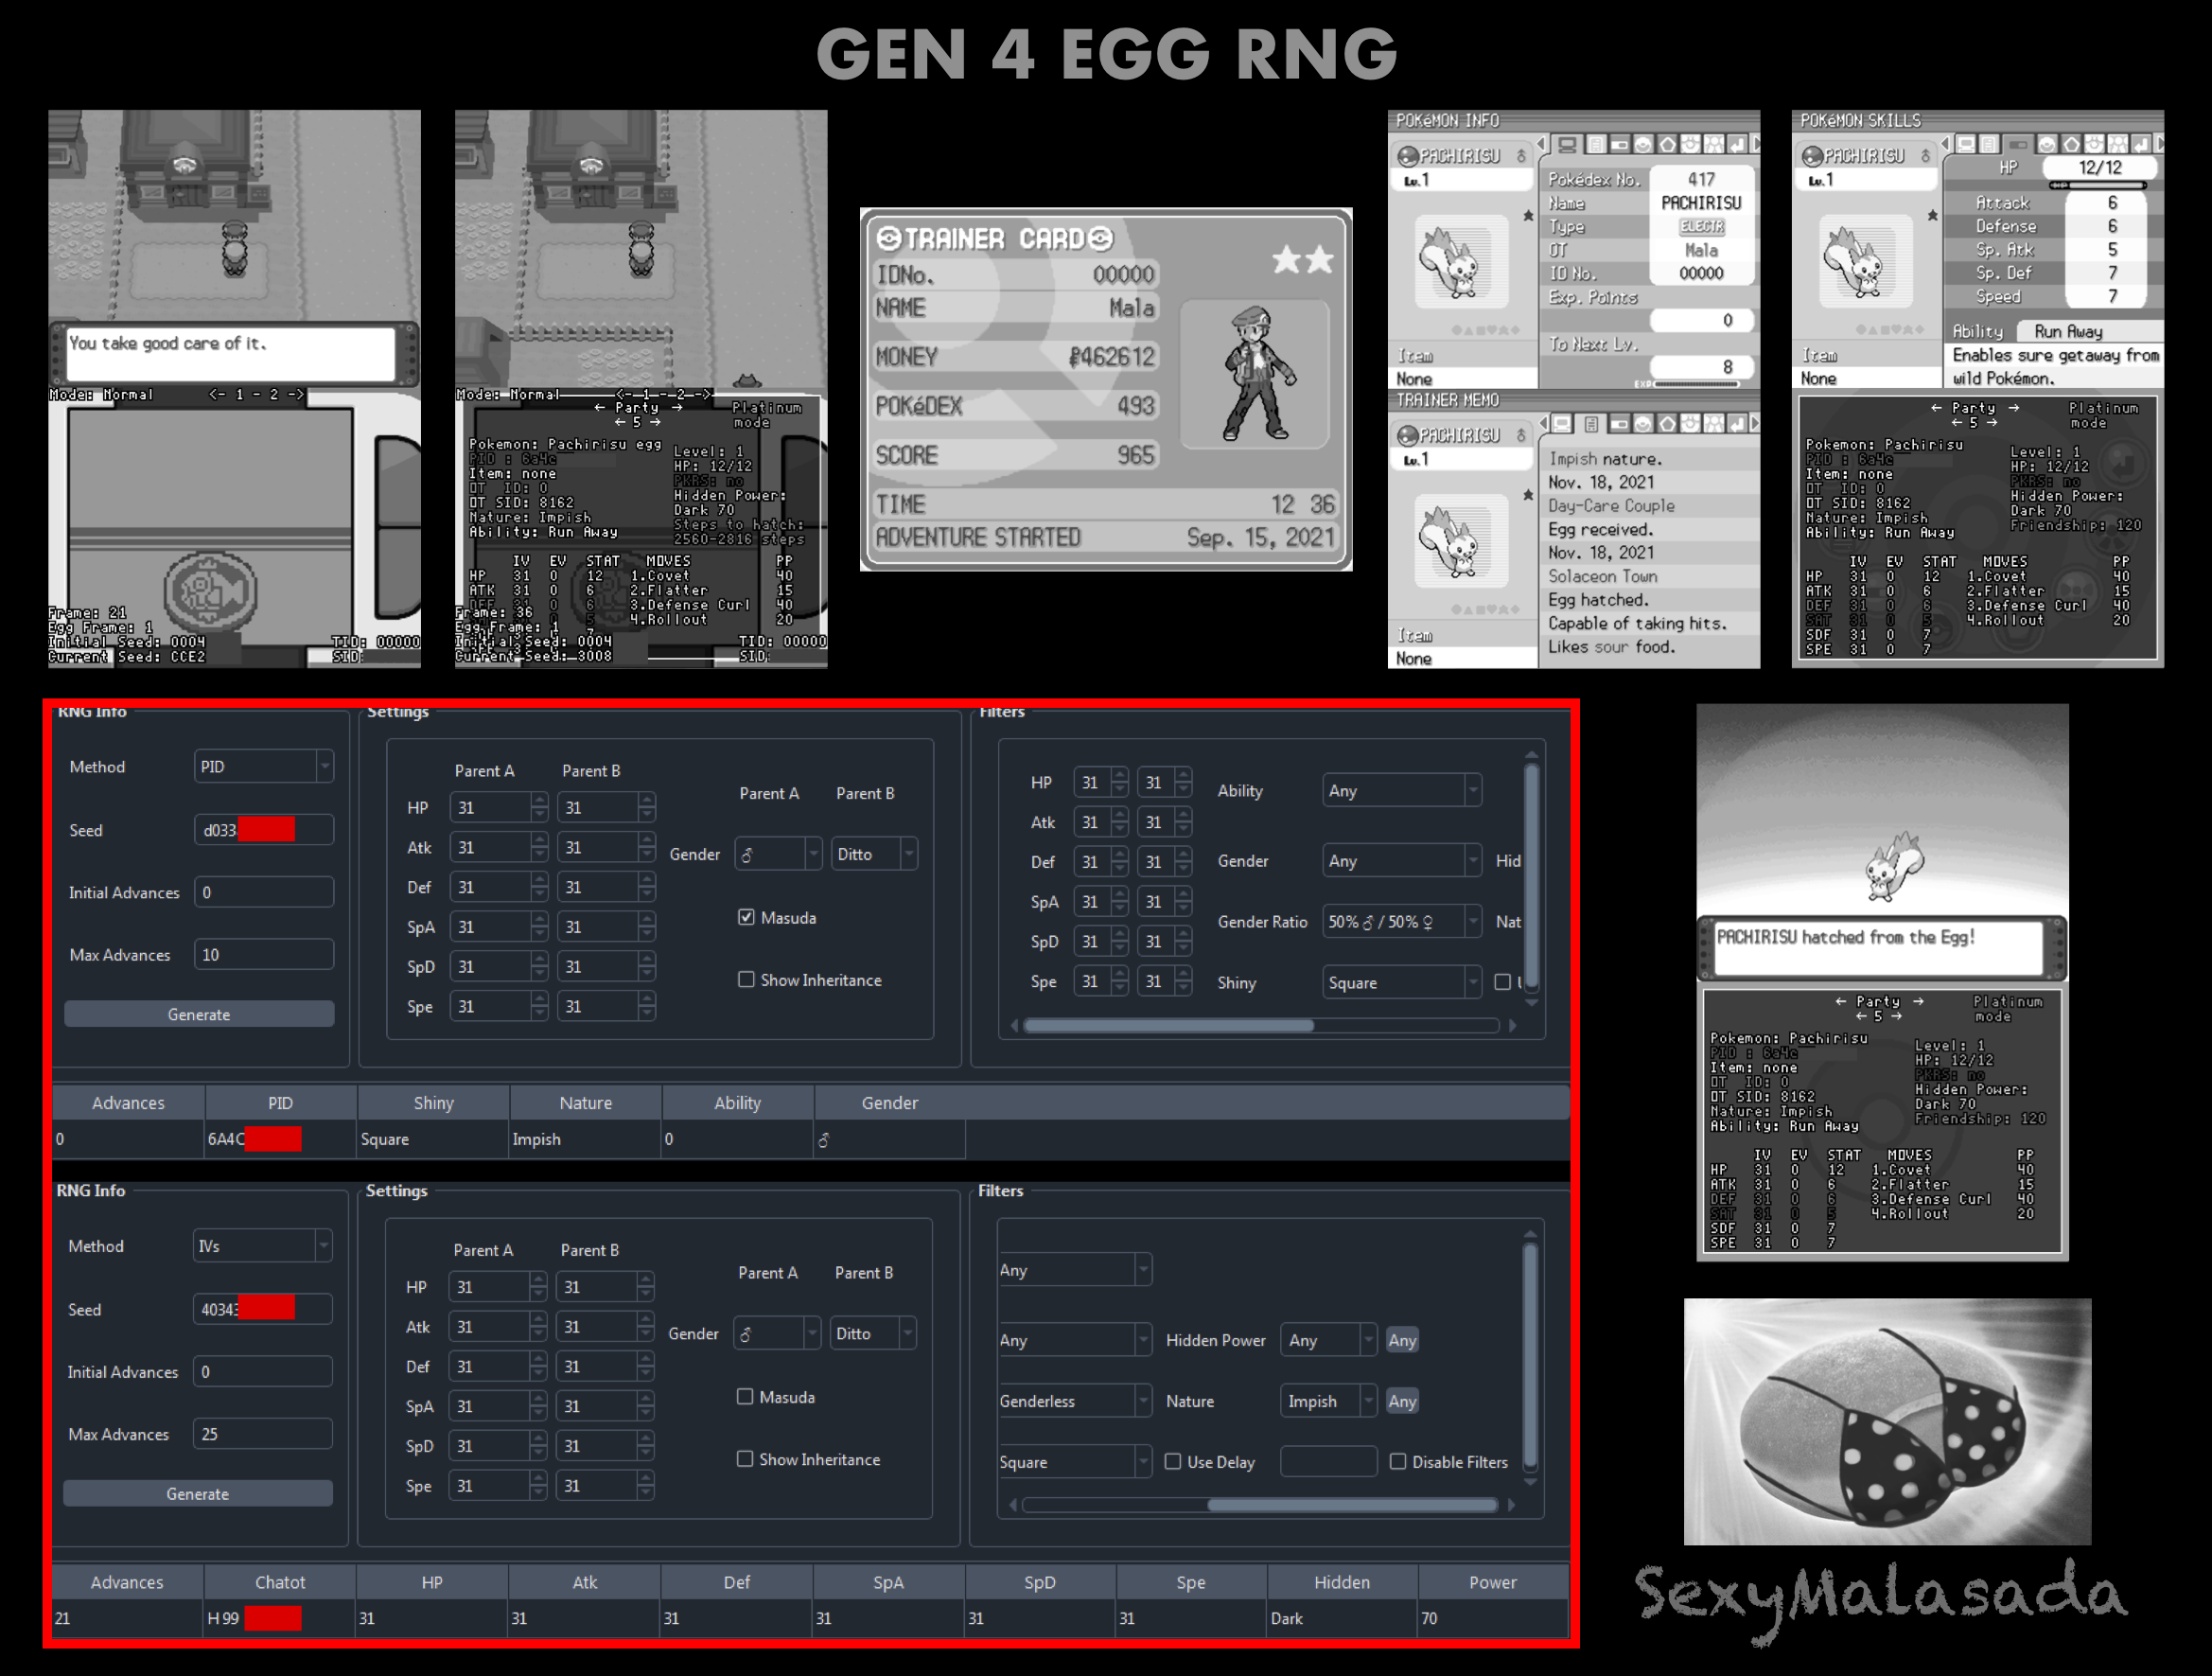 GEN 4 EGG RNG
You take good care of it.
Mode: Normal <- 1 - 2 ->
Frame: 21
Egg Frame: 1
Initial Seed: 0004
Current Seed: CCE2
TID: 00000
SID:
Mode: Normal <- 1 - 2 ->
← Party →
← 5 →
Platinum
mode
Pokemon: Pachirisu egg
PID : 6a4c
Item: none
OT ID: 0
OT SID: 8162
Nature: Impish
Ability: Run Away
Level: 1
HP: 12/12
PKRS: no
Hidden Power:
Dark 70
Steps to hatch:
2560-2816 steps
IV EV STAT MOVES PP
HP 31 0 12 1.Covet 40
ATK 31 0 6 2.Flatter 15
DEF 31 0 6 3.Defense Curl 40
4.Rollout 20
Frame: 36
Egg Frame: 1
Initial Seed: 0004
Current Seed: 3008
TID: 00000
SID:
TRAINER CARD
IDNo. 00000
NAME Mala
MONEY ₽462612
POKéDEX 493
SCORE 965
TIME 12 36
ADVENTURE STARTED Sep. 15, 2021
POKéMON INFO
PACHIRISU ♂
Lv.1
Item
None
Pokédex No. 417
Name PACHIRISU
Type ELECTR
OT Mala
ID No. 00000
Exp. Points
0
To Next Lv.
8
EXP
TRAINER MEMO
PACHIRISU ♂
Lv.1
Item
None
Impish nature.
Nov. 18, 2021
Day-Care Couple
Egg received.
Nov. 18, 2021
Solaceon Town
Egg hatched.
Capable of taking hits.
Likes sour food.
POKéMON SKILLS
PACHIRISU ♂
Lv.1
Item
None
HP 12/12
Attack 6
Defense 6
Sp. Atk 5
Sp. Def 7
Speed 7
Ability Run Away
Enables sure getaway from
wild Pokémon.
← Party →
← 5 →
Platinum
mode
Pokemon: Pachirisu
PID : 6a4c
Item: none
OT ID: 0
OT SID: 8162
Nature: Impish
Ability: Run Away
Level: 1
HP: 12/12
PKRS: no
Hidden Power:
Dark 70
Friendship: 120
IV EV STAT MOVES PP
HP 31 0 12 1.Covet 40
ATK 31 0 6 2.Flatter 15
DEF 31 0 6 3.Defense Curl 40
SAT 31 0 5 4.Rollout 20
SDF 31 0 7
SPE 31 0 7
RNG Info
Method PID
Seed d033
Initial Advances 0
Max Advances 10
Generate
Settings
Parent A Parent B
HP 31 31
Atk 31 31
Def 31 31
SpA 31 31
SpD 31 31
Spe 31 31
Parent A Parent B
Gender ♂ Ditto
Masuda
Show Inheritance
Filters
HP 31 31
Atk 31 31
Def 31 31
SpA 31 31
SpD 31 31
Spe 31 31
Ability Any
Gender Any Hid
Gender Ratio 50% ♂ / 50% ♀ Nat
Shiny Square
Advances PID Shiny Nature Ability Gender
0 6A4C Square Impish 0 ♂
RNG Info
Method IVs
Seed 4034
Initial Advances 0
Max Advances 25
Generate
Settings
Parent A Parent B
HP 31 31
Atk 31 31
Def 31 31
SpA 31 31
SpD 31 31
Spe 31 31
Parent A Parent B
Gender ♂ Ditto
Masuda
Show Inheritance
Filters
Any
Any Hidden Power Any Any
Genderless Nature Impish Any
Square Use Delay Disable Filters
Advances Chatot HP Atk Def SpA SpD Spe Hidden Power
21 H 99 31 31 31 31 31 31 Dark 70
PACHIRISU hatched from the Egg!
← Party →
← 5 →
Platinum
mode
Pokemon: Pachirisu
PID : 6a4c
Item: none
OT ID: 0
OT SID: 8162
Nature: Impish
Ability: Run Away
Level: 1
HP: 12/12
PKRS: no
Hidden Power:
Dark 70
Friendship: 120
IV EV STAT MOVES PP
HP 31 0 12 1.Covet 40
ATK 31 0 6 2.Flatter 15
DEF 31 0 6 3.Defense Curl 40
SAT 31 0 5 4.Rollout 20
SDF 31 0 7
SPE 31 0 7
SexyMalasada